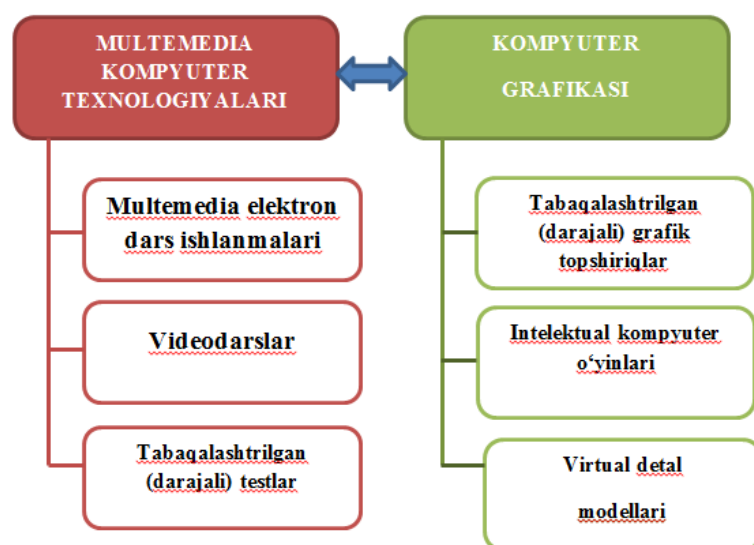 MULTEMEDIA
KOMPYUTER
TEXNOLOGIYALARI
KOMPYUTER
GRAFIKASI
Multemedia elektron
dars ishlanmalari
Videodarslar
Tabaqalashtrilgan
(darajali) testlar
Tabaqalashtrilgan
(darajali) grafik
topshiriqlar
Intelektual kompyuter
o‘yinlari
Virtual detal
modellari